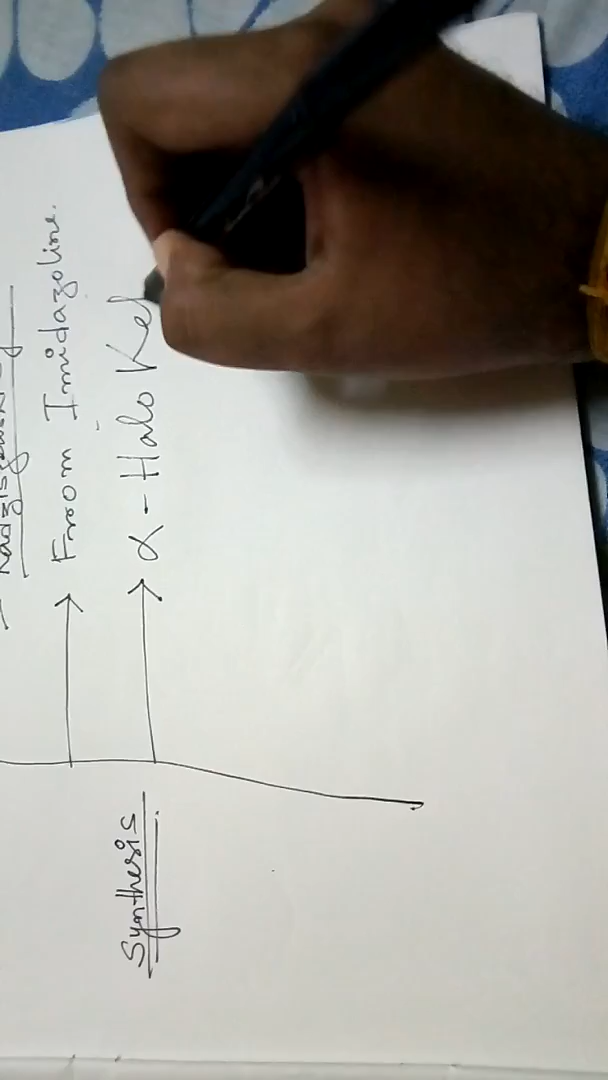 From Imidazoline.
α - Halo Ket
Synthesis